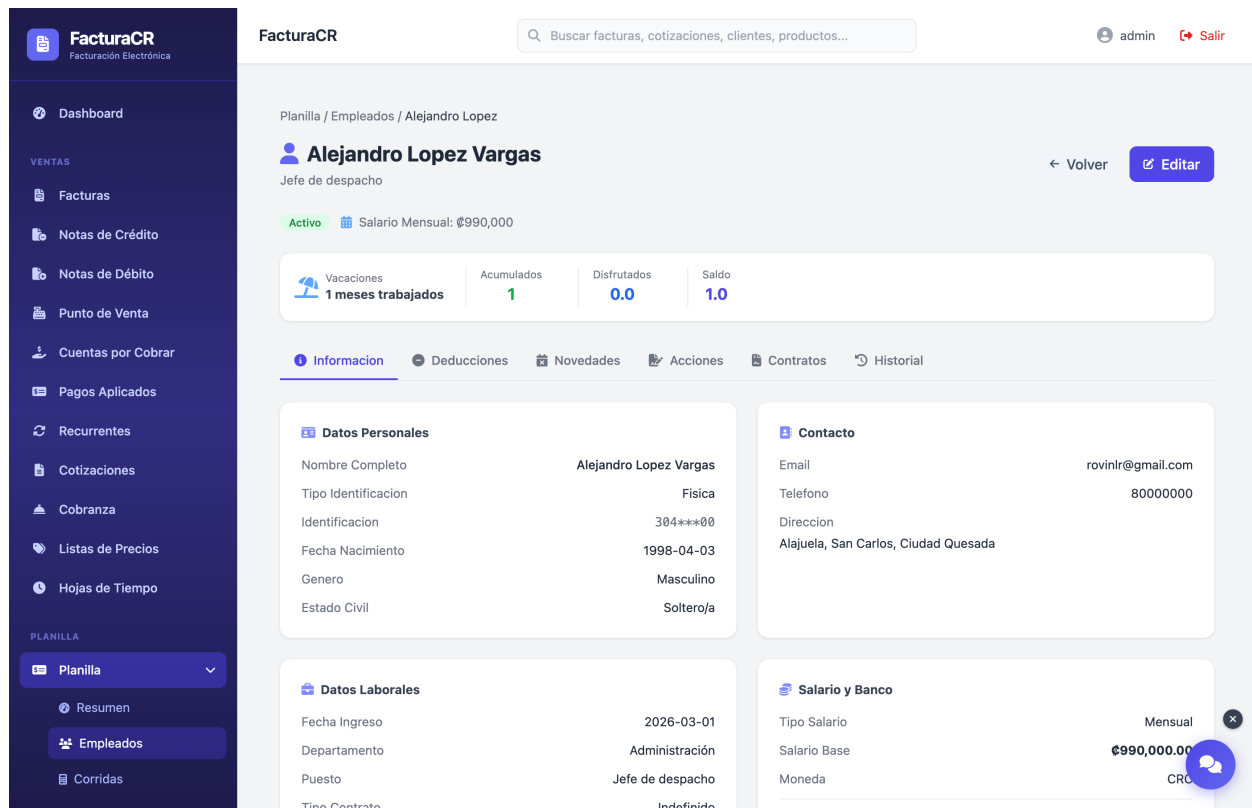 FacturaCR
Facturación Electrónica
Dashboard
VENTAS
Facturas
Notas de Crédito
Notas de Débito
Punto de Venta
Cuentas por Cobrar
Pagos Aplicados
Recurrentes
Cotizaciones
Cobranza
Listas de Precios
Hojas de Tiempo
PLANILLA
Planilla
Resumen
Empleados
Corridas
FacturaCR
Buscar facturas, cotizaciones, clientes, productos...
admin
Salir
Planilla / Empleados / Alejandro Lopez
Alejandro Lopez Vargas
Jefe de despacho
Volver
Editar
Activo
Salario Mensual: ₡990,000
Vacaciones
1 meses trabajados
Acumulados
1
Disfrutados
0.0
Saldo
1.0
Informacion
Deducciones
Novedades
Acciones
Contratos
Historial
Datos Personales
Nombre Completo Alejandro Lopez Vargas
Tipo Identificacion Fisica
Identificacion 304***00
Fecha Nacimiento 1998-04-03
Genero Masculino
Estado Civil Soltero/a
Contacto
Email rovinlr@gmail.com
Telefono 80000000
Direccion
Alajuela, San Carlos, Ciudad Quesada
Datos Laborales
Fecha Ingreso 2026-03-01
Departamento Administración
Puesto Jefe de despacho
Tipo Contrato Indefinido
Salario y Banco
Tipo Salario Mensual
Salario Base ₡990,000.00
Moneda CRC